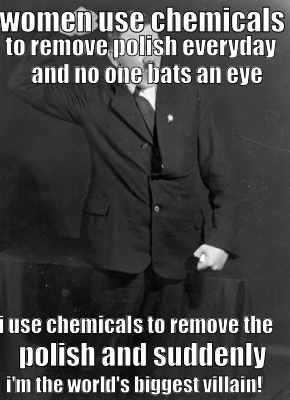 women use chemicals
to remove polish everyday
and no one bats an eye
i use chemicals to remove the
polish and suddenly
i'm the world's biggest villain!